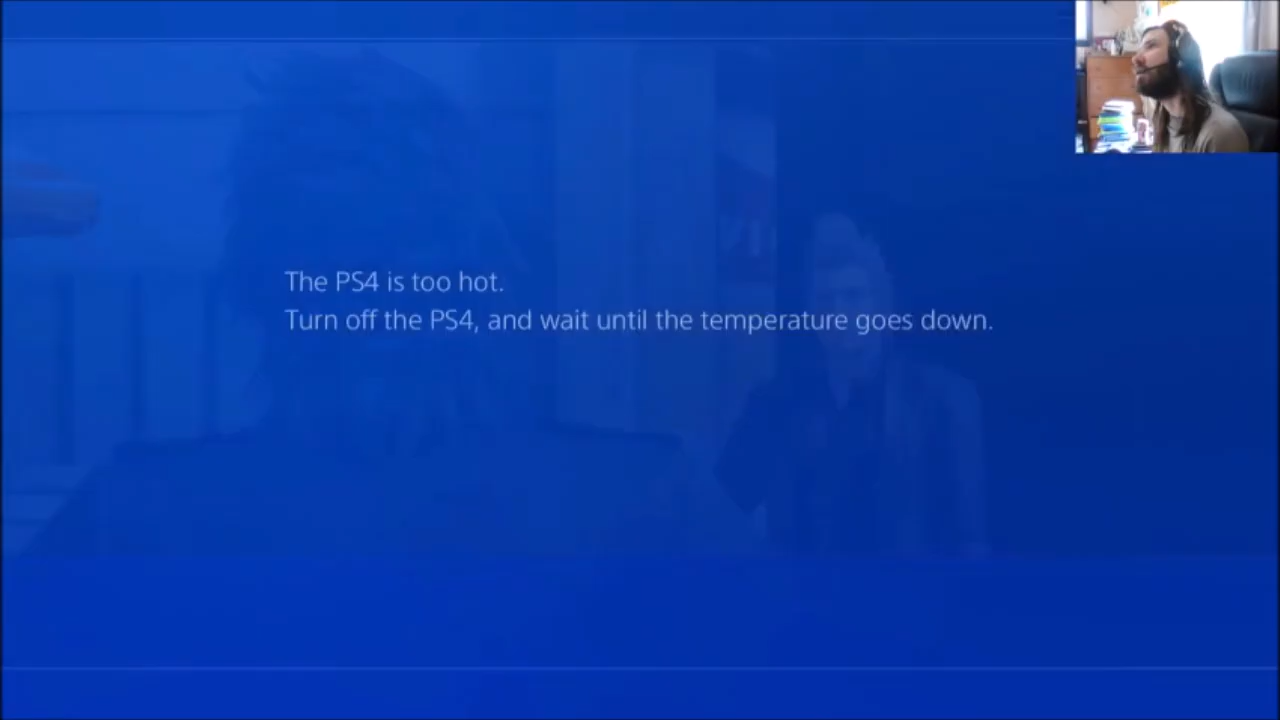 The PS4 is too hot.
Turn off the PS4, and wait until the temperature goes down.